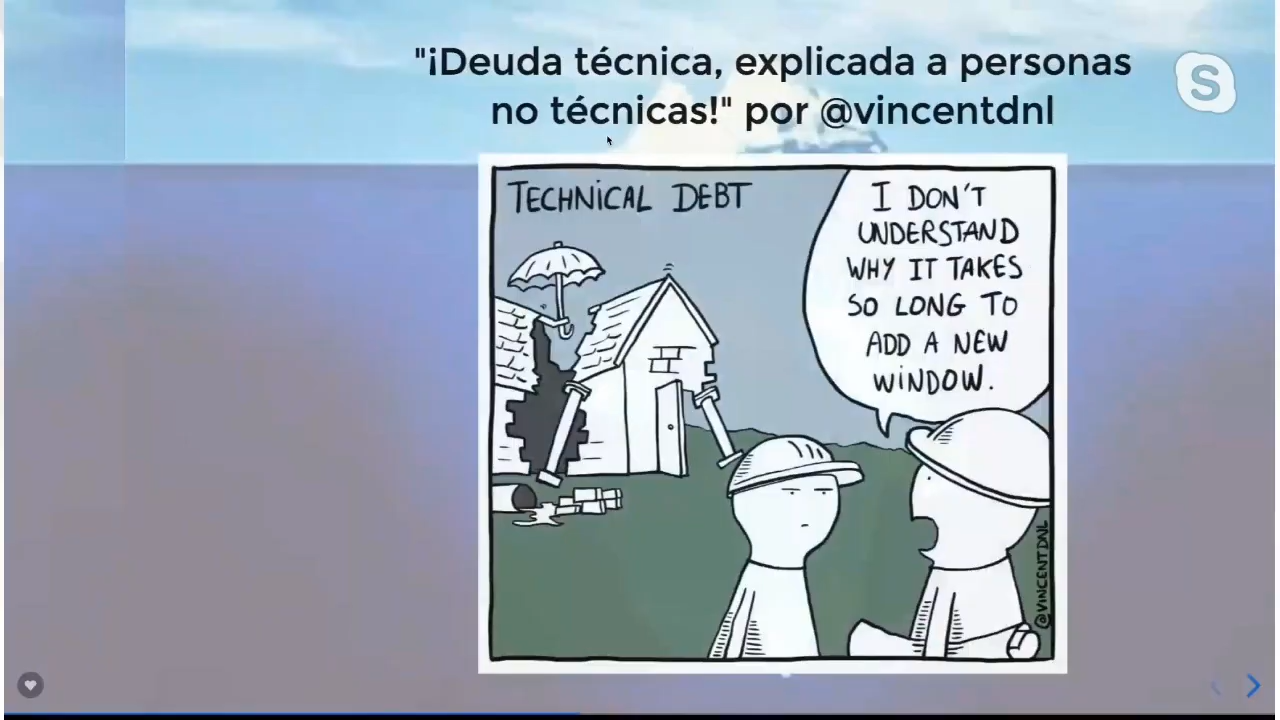 "¡Deuda técnica, explicada a personas
no técnicas!" por @vincentdnl
S
TECHNICAL DEBT
I DON'T
UNDERSTAND
WHY IT TAKES
SO LONG TO
ADD A NEW
WINDOW.
@VINCENTDNL